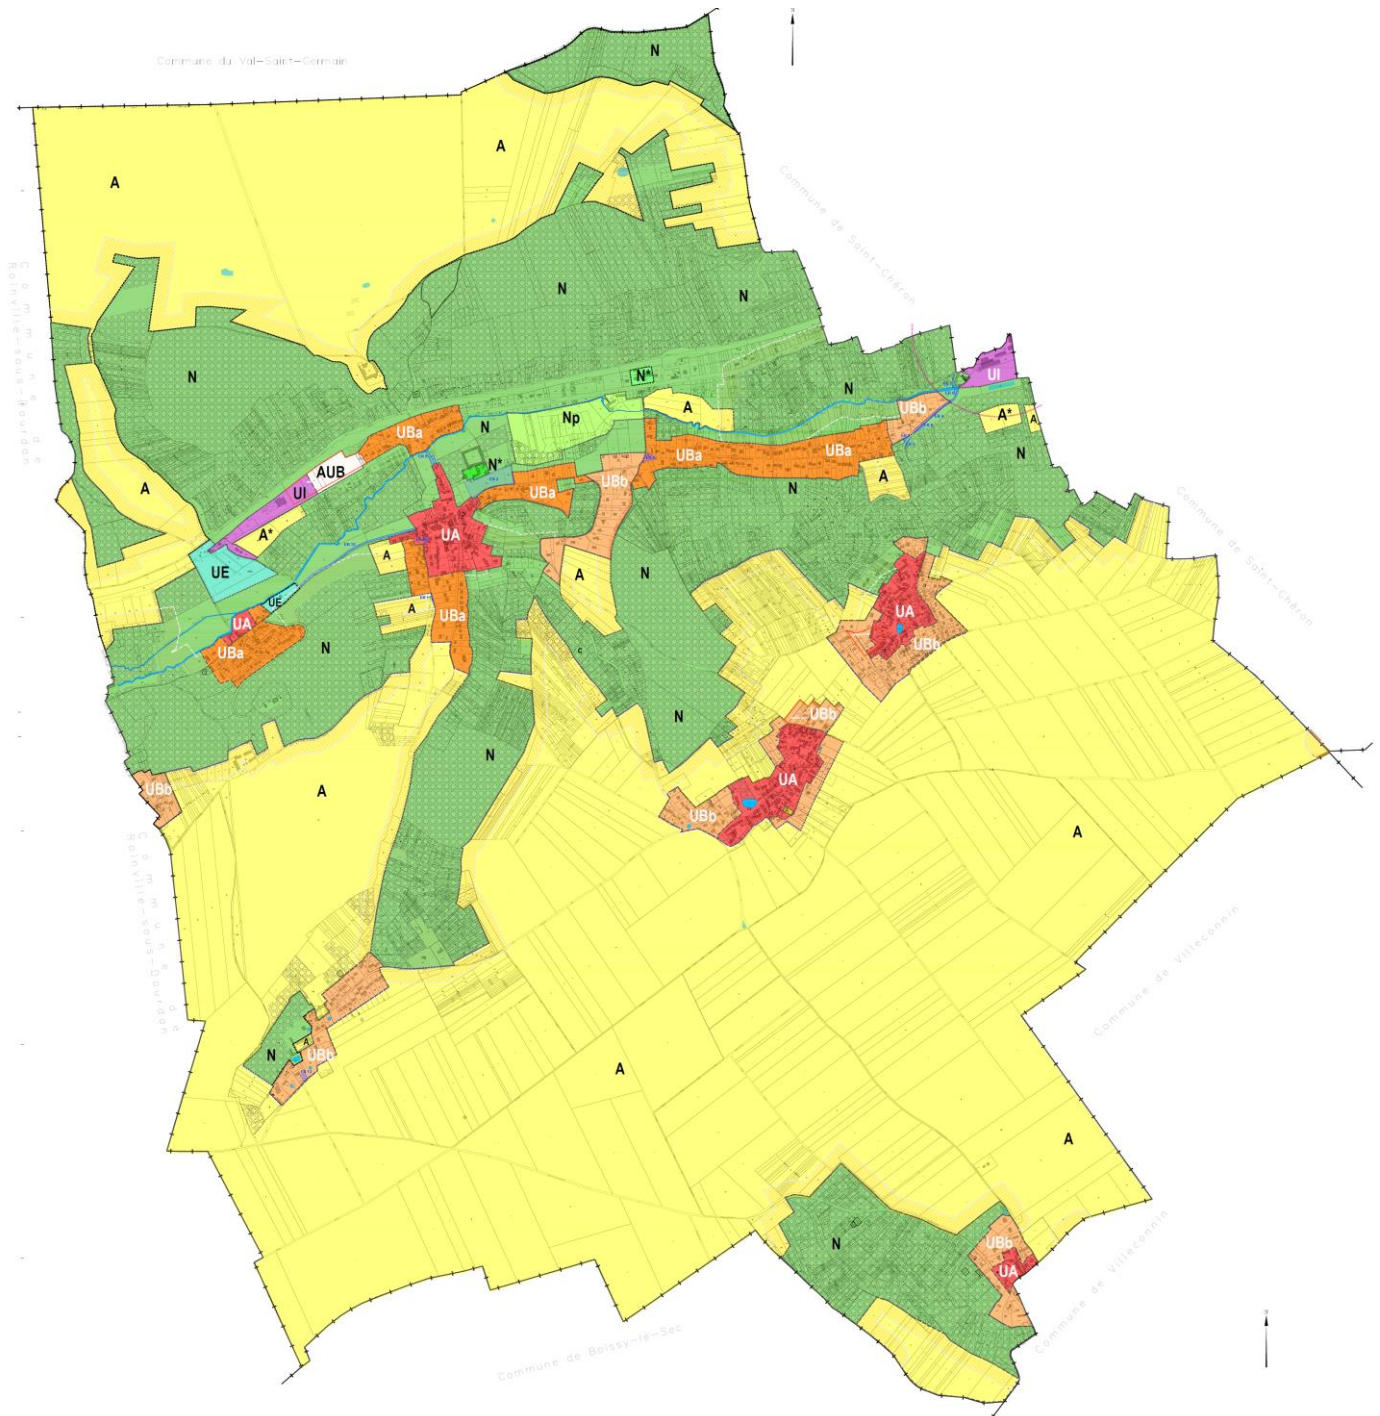 N
Commune du Val-Saint-Germain
A
A
Commune de Saint-Chéron
Commune de
Roinville-sous-Dourdan
N
N
N
N*
UI
N
UBb
A*
A
A
Np
UBa
N
UBa
UBa
N
N*
AUB
UI
A
UBb
UBa
N
A
Commune de Saint-Chéron
A*
UA
UE
A
A
N
UE
A
UBa
UA
UBa
N
UA
UBb
N
UBb
N
UBb
A
UA
UBb
A
Commune de
Roinville-sous-Dourdan
Commune de Villeconnin
A
N
UBb
A
A
N
UBb
UA
Commune de Villeconnin
Commune de Boissy-le-Sec